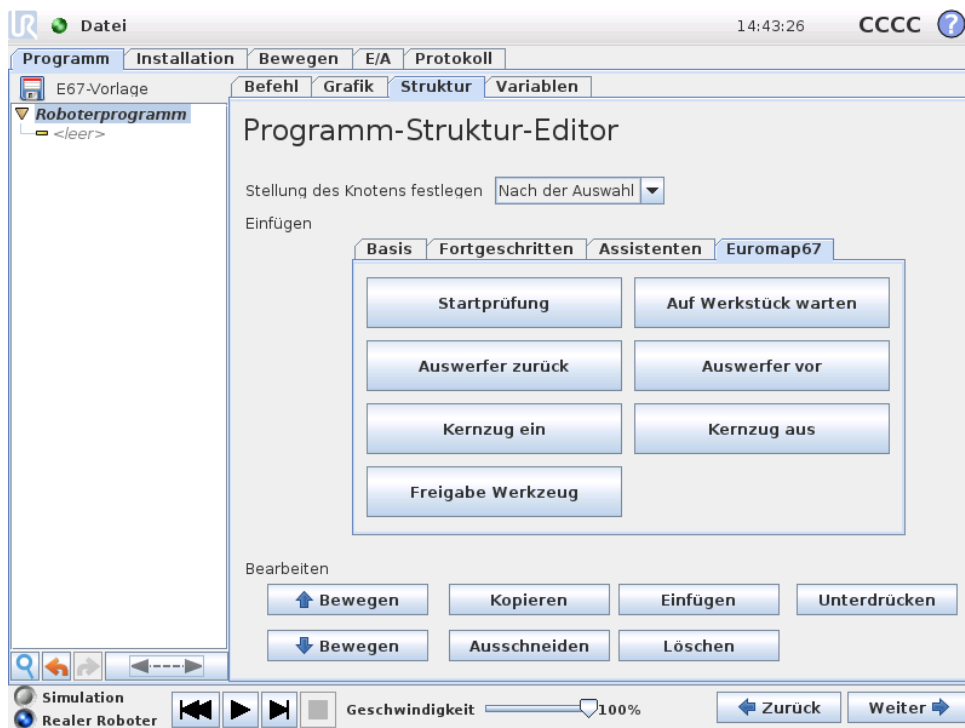 UR Datei 14:43:26 CCCC ?
Programm Installation Bewegen E/A Protokoll
E67-Vorlage
Befehl Grafik Struktur Variablen
Roboterprogramm
<leer>
Programm-Struktur-Editor
Stellung des Knotens festlegen Nach der Auswahl
Einfügen
Basis Fortgeschritten Assistenten Euromap67
Startprüfung Auf Werkstück warten
Auswerfer zurück Auswerfer vor
Kernzug ein Kernzug aus
Freigabe Werkzeug
Bearbeiten
Bewegen Kopieren Einfügen Unterdrücken
Bewegen Ausschneiden Löschen
Simulation
Realer Roboter
Geschwindigkeit 100%
Zurück Weiter